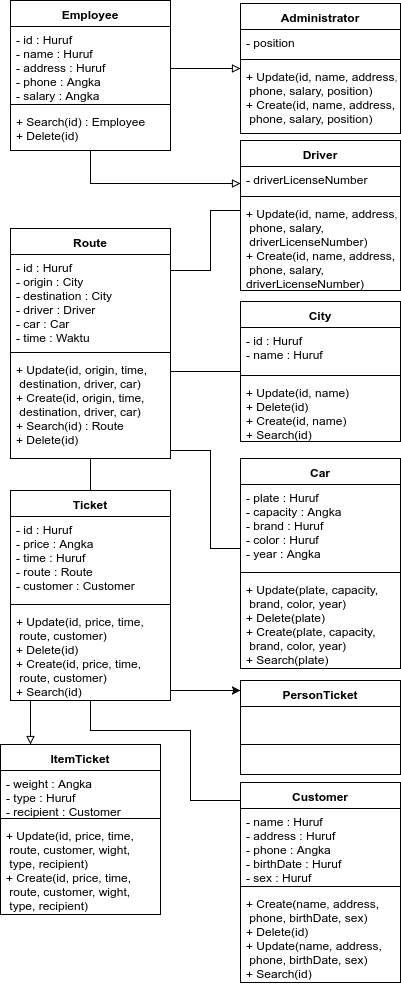 Employee
- id : Huruf
- name : Huruf
- address : Huruf
- phone : Angka
- salary : Angka
+ Search(id) : Employee
+ Delete(id)
Administrator
- position
+ Update(id, name, address,
phone, salary, position)
+ Create(id, name, address,
phone, salary, position)
Driver
- driverLicenseNumber
+ Update(id, name, address,
phone, salary,
driverLicenseNumber)
+ Create(id, name, address,
phone, salary,
driverLicenseNumber)
Route
- id : Huruf
- origin : City
- destination : City
- driver : Driver
- car : Car
- time : Waktu
+ Update(id, origin, time,
destination, driver, car)
+ Create(id, origin, time,
destination, driver, car)
+ Search(id) : Route
+ Delete(id)
City
- id : Huruf
- name : Huruf
+ Update(id, name)
+ Delete(id)
+ Create(id, name)
+ Search(id)
Car
- plate : Huruf
- capacity : Angka
- brand : Huruf
- color : Huruf
- year : Angka
+ Update(plate, capacity,
brand, color, year)
+ Delete(plate)
+ Create(plate, capacity,
brand, color, year)
+ Search(plate)
Ticket
- id : Huruf
- price : Angka
- time : Huruf
- route : Route
- customer : Customer
+ Update(id, price, time,
route, customer)
+ Delete(id)
+ Create(id, price, time,
route, customer)
+ Search(id)
PersonTicket
ItemTicket
- weight : Angka
- type : Huruf
- recipient : Customer
+ Update(id, price, time,
route, customer, wight,
type, recipient)
+ Create(id, price, time,
route, customer, wight,
type, recipient)
Customer
- name : Huruf
- address : Huruf
- phone : Angka
- birthDate : Huruf
- sex : Huruf
+ Create(name, address,
phone, birthDate, sex)
+ Delete(id)
+ Update(name, address,
phone, birthDate, sex)
+ Search(id)